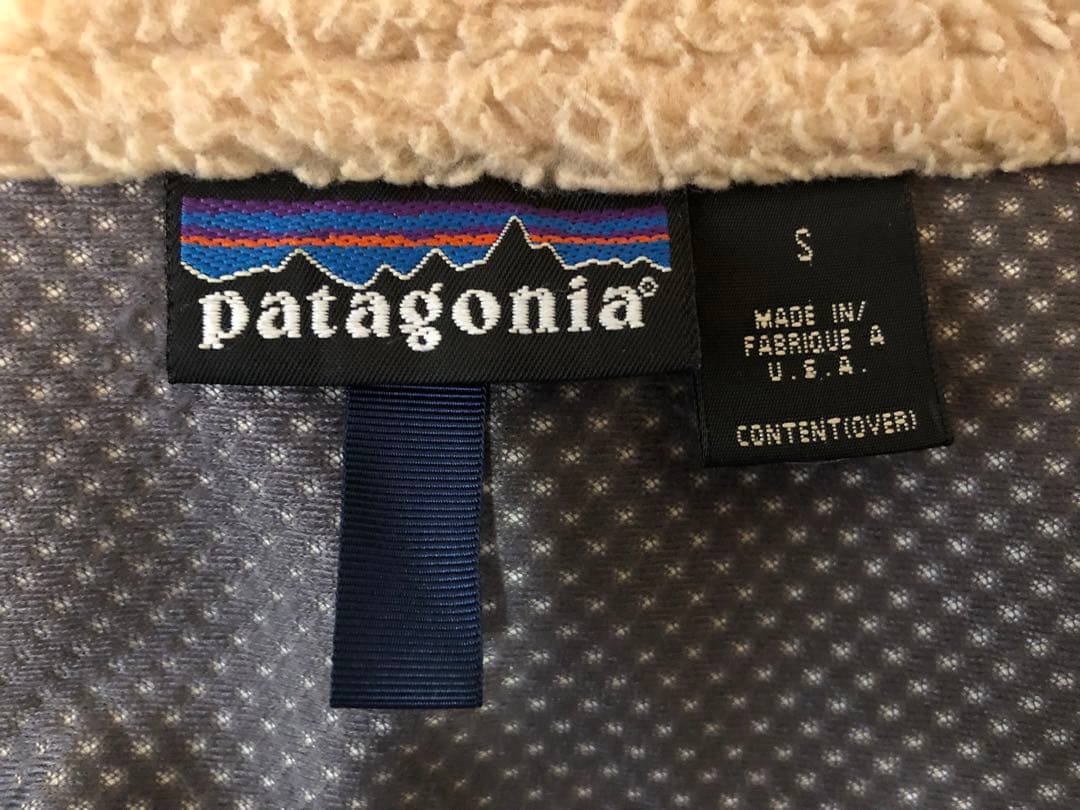 patagonia®
S
MADE IN/
FABRIQUE A
U.S.A.
CONTENT(OVER)